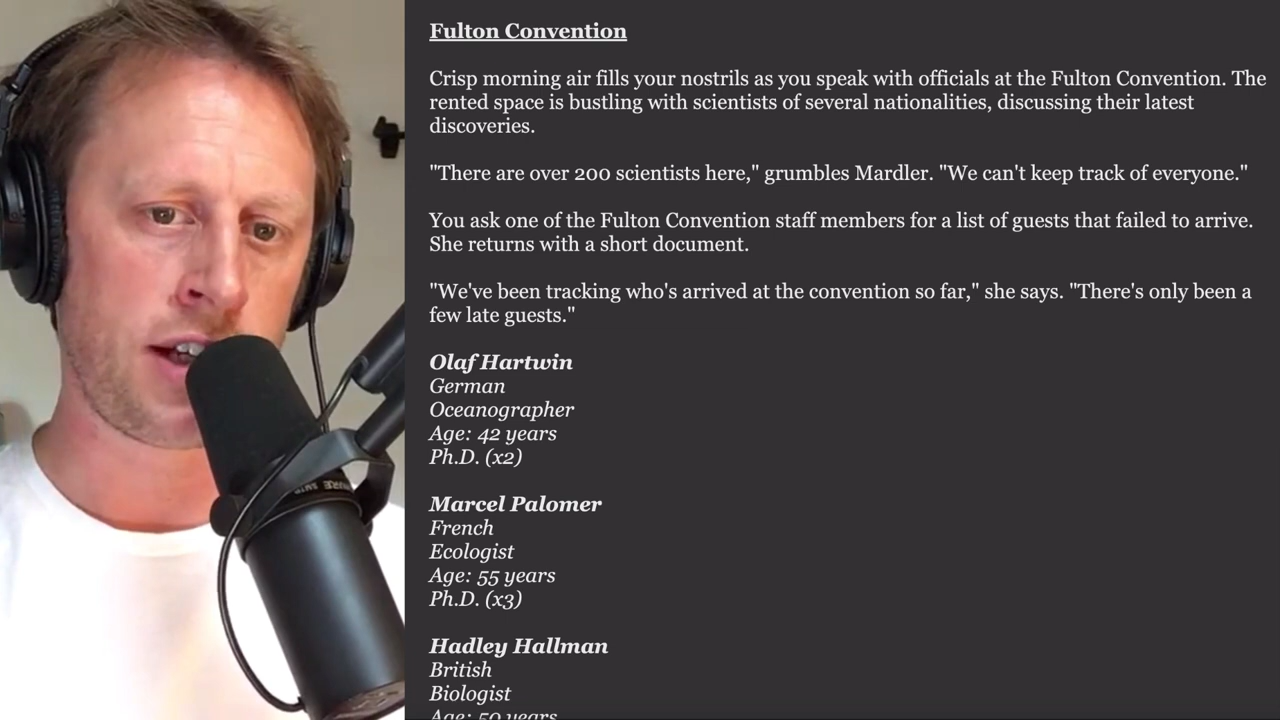 Fulton Convention
Crisp morning air fills your nostrils as you speak with officials at the Fulton Convention. The
rented space is bustling with scientists of several nationalities, discussing their latest
discoveries.
"There are over 200 scientists here," grumbles Mardler. "We can't keep track of everyone."
You ask one of the Fulton Convention staff members for a list of guests that failed to arrive.
She returns with a short document.
"We've been tracking who's arrived at the convention so far," she says. "There's only been a
few late guests."
Olaf Hartwin
German
Oceanographer
Age: 42 years
Ph.D. (x2)
Marcel Palomer
French
Ecologist
Age: 55 years
Ph.D. (x3)
Hadley Hallman
British
Biologist
Age: 50 years